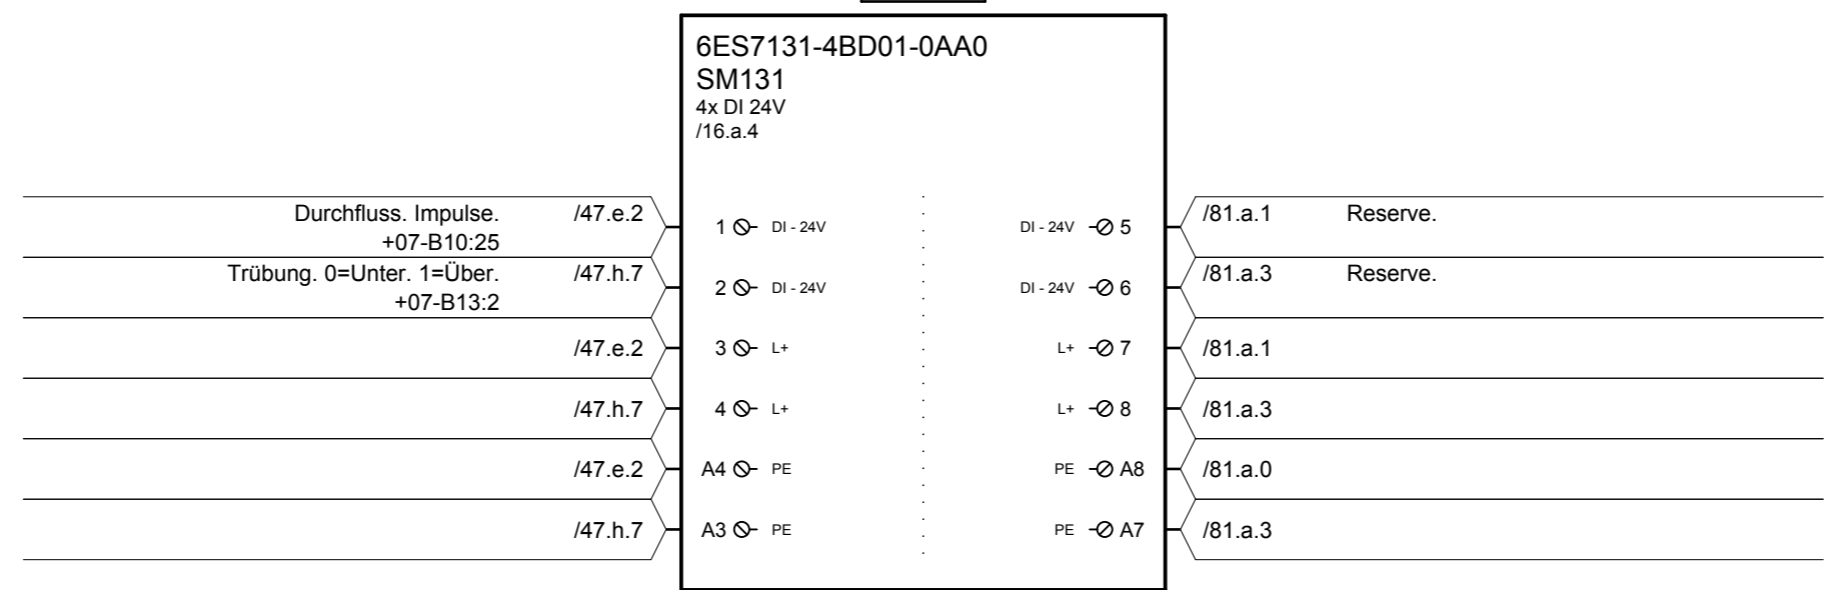 6ES7131-4BD01-0AA0
SM131
4x DI 24V
/16.a.4
Durchfluss. Impulse. /47.e.2 1 DI - 24V DI - 24V 5 /81.a.1 Reserve.
+07-B10:25
Trübung. 0=Unter. 1=Über. /47.h.7 2 DI - 24V DI - 24V 6 /81.a.3 Reserve.
+07-B13:2
/47.e.2 3 L+ L+ 7 /81.a.1
/47.h.7 4 L+ L+ 8 /81.a.3
/47.e.2 A4 PE PE A8 /81.a.0
/47.h.7 A3 PE PE A7 /81.a.3